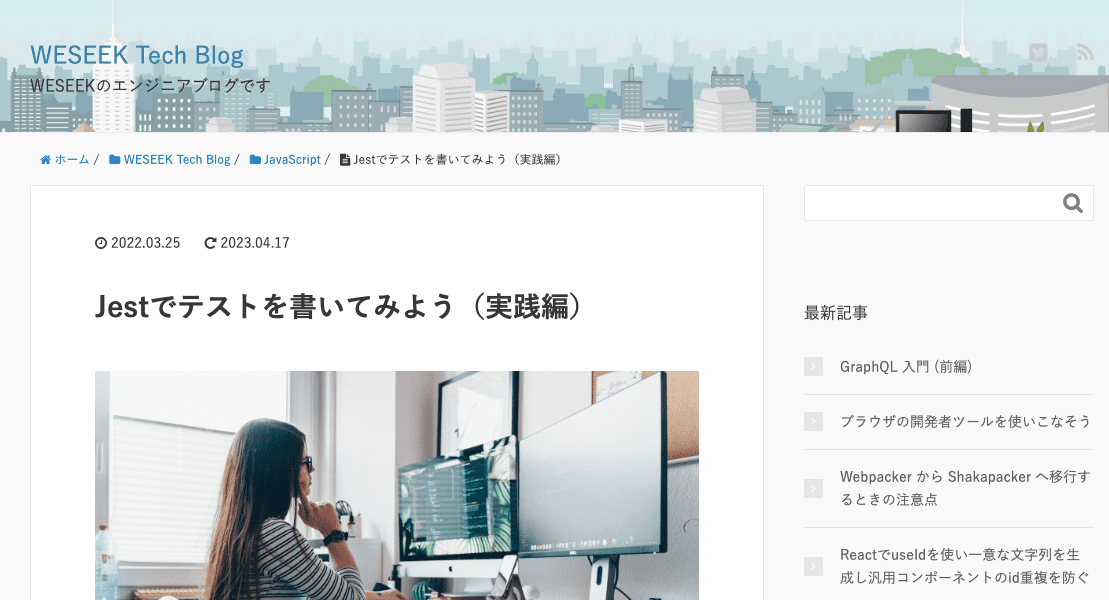 WESEEK Tech Blog
WESEEKのエンジニアブログです
ホーム / WESEEK Tech Blog / JavaScript / Jestでテストを書いてみよう（実践編）
2022.03.25 2023.04.17
Jestでテストを書いてみよう（実践編）
最新記事
GraphQL 入門 (前編)
ブラウザの開発者ツールを使いこなそう
Webpacker から Shakapacker へ移行す
るときの注意点
ReactでuseIdを使い一意な文字列を生
成し汎用コンポーネントのid重複を防ぐ